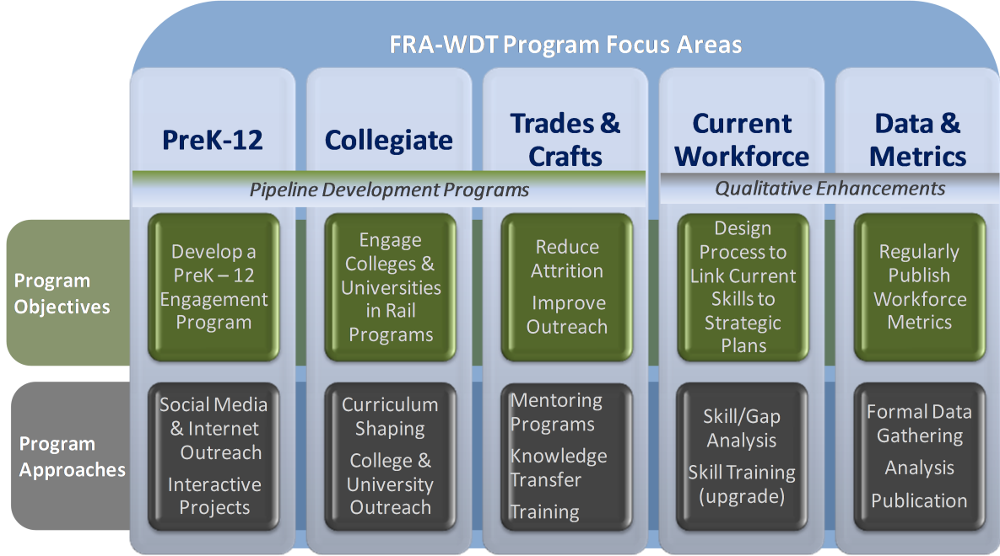 FRA-WDT Program Focus Areas
PreK-12
Collegiate
Trades &
Crafts
Current
Workforce
Data &
Metrics
Pipeline Development Programs
Qualitative Enhancements
Program
Objectives
Develop a
PreK – 12
Engagement
Program
Engage
Colleges &
Universities
in Rail
Programs
Reduce
Attrition
Improve
Outreach
Design
Process to
Link Current
Skills to
Strategic
Plans
Regularly
Publish
Workforce
Metrics
Program
Approaches
Social Media
& Internet
Outreach
Interactive
Projects
Curriculum
Shaping
College &
University
Outreach
Mentoring
Programs
Knowledge
Transfer
Training
Skill/Gap
Analysis
Skill Training
(upgrade)
Formal Data
Gathering
Analysis
Publication